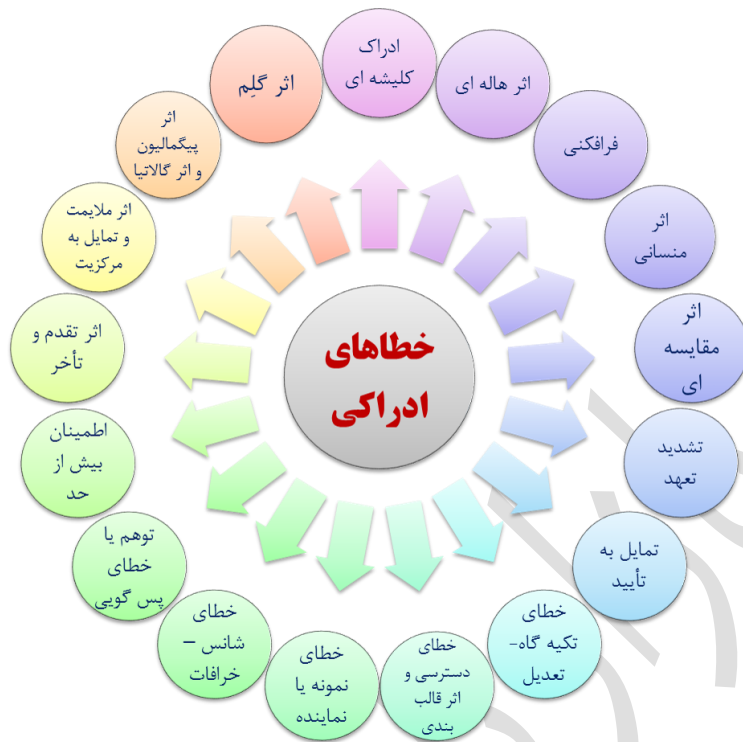 خطاهای
ادراکی
ادراک
کلیشه ای
اثر هاله ای
فرافکنی
اثر
منسانی
اثر
مقایسه
ای
تشدید
تعهد
تمایل به
تأیید
خطای
تکیه گاه-
تعدیل
خطای
دسترسی و
اثر قالب
بندی
خطای
نمونه یا
نماینده
خطای
شانس –
خرافات
توهم یا
خطای
پس گویی
اطمینان
بیش از
حد
اثر تقدم و
تأخر
اثر ملایمت
و تمایل به
مرکزیت
اثر
پیگمالیون
و اثر گالاتیا
اثر گلِم